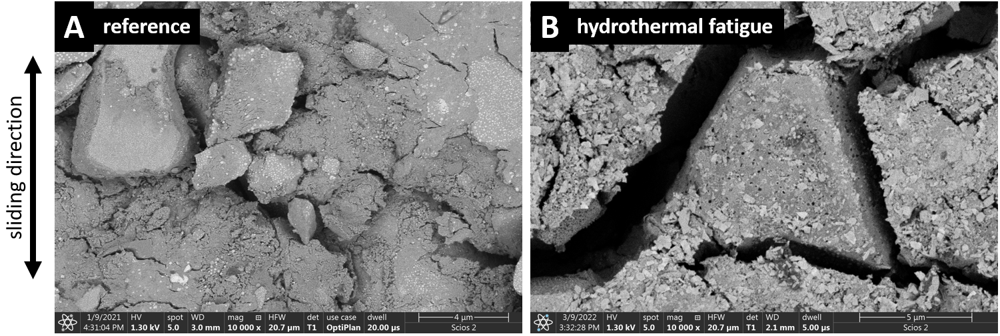 A reference
B hydrothermal fatigue
sliding direction
1/9/2021 HV spot WD mag HFW det use case dwell 4 µm
4:31:04 PM 1.30 kV 5.0 3.0 mm 10 000 x 20.7 µm T1 OptiPlan 20.00 µs Scios 2
3/9/2022 HV spot mag HFW det WD dwell 5 µm
3:32:28 PM 1.30 kV 5.0 10 000 x 20.7 µm T1 2.1 mm 5.00 µs Scios 2